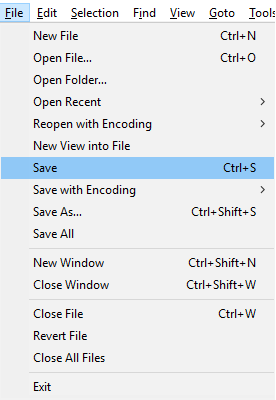 File Edit Selection Find View Goto Tools
New File Ctrl+N
Open File... Ctrl+O
Open Folder...
Open Recent
Reopen with Encoding
New View into File
Save Ctrl+S
Save with Encoding
Save As... Ctrl+Shift+S
Save All
New Window Ctrl+Shift+N
Close Window Ctrl+Shift+W
Close File Ctrl+W
Revert File
Close All Files
Exit